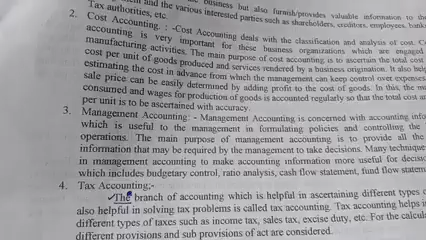 business but also furnish/provides valuable information to the
and the various interested parties such as shareholders, creditors, employees, bank
Tax authorities, etc.
2. Cost Accounting. : -Cost Accounting deals with the classification and analysis of cost. C
accounting is very important for these business organizations which are engaged
manufacturing activities. The main purpose of cost accounting is to ascertain the total cost
cost per unit of goods produced and services rendered by a business origination. It also help
estimating the cost in advance from which the management can keep control over expenses
sale price can be easily determined by adding profit to the cost of goods. In this, the
consumed and wages for production of goods is accounted regularly so that the total cost a
per unit is to be ascertained with accuracy.
3. Management Accounting: - Management Accounting is concerned with accounting info
which is useful to the management in formulating policies and controlling the
operations. The main purpose of management accounting is to provide all the
information that may be required by the management to take decisions. Many technique
in management accounting to make accounting information more useful for decisi
which includes budgetary control, ratio analysis, cash flow statement, fund flow statem
4. Tax Accounting:-
The branch of accounting which is helpful in ascertaining different types o
also helpful in solving tax problems is called tax accounting. Tax accounting helps i
different types of taxes such as income tax, sales tax, excise duty, etc. For the calcul
different provisions and sub provisions of act are considered.